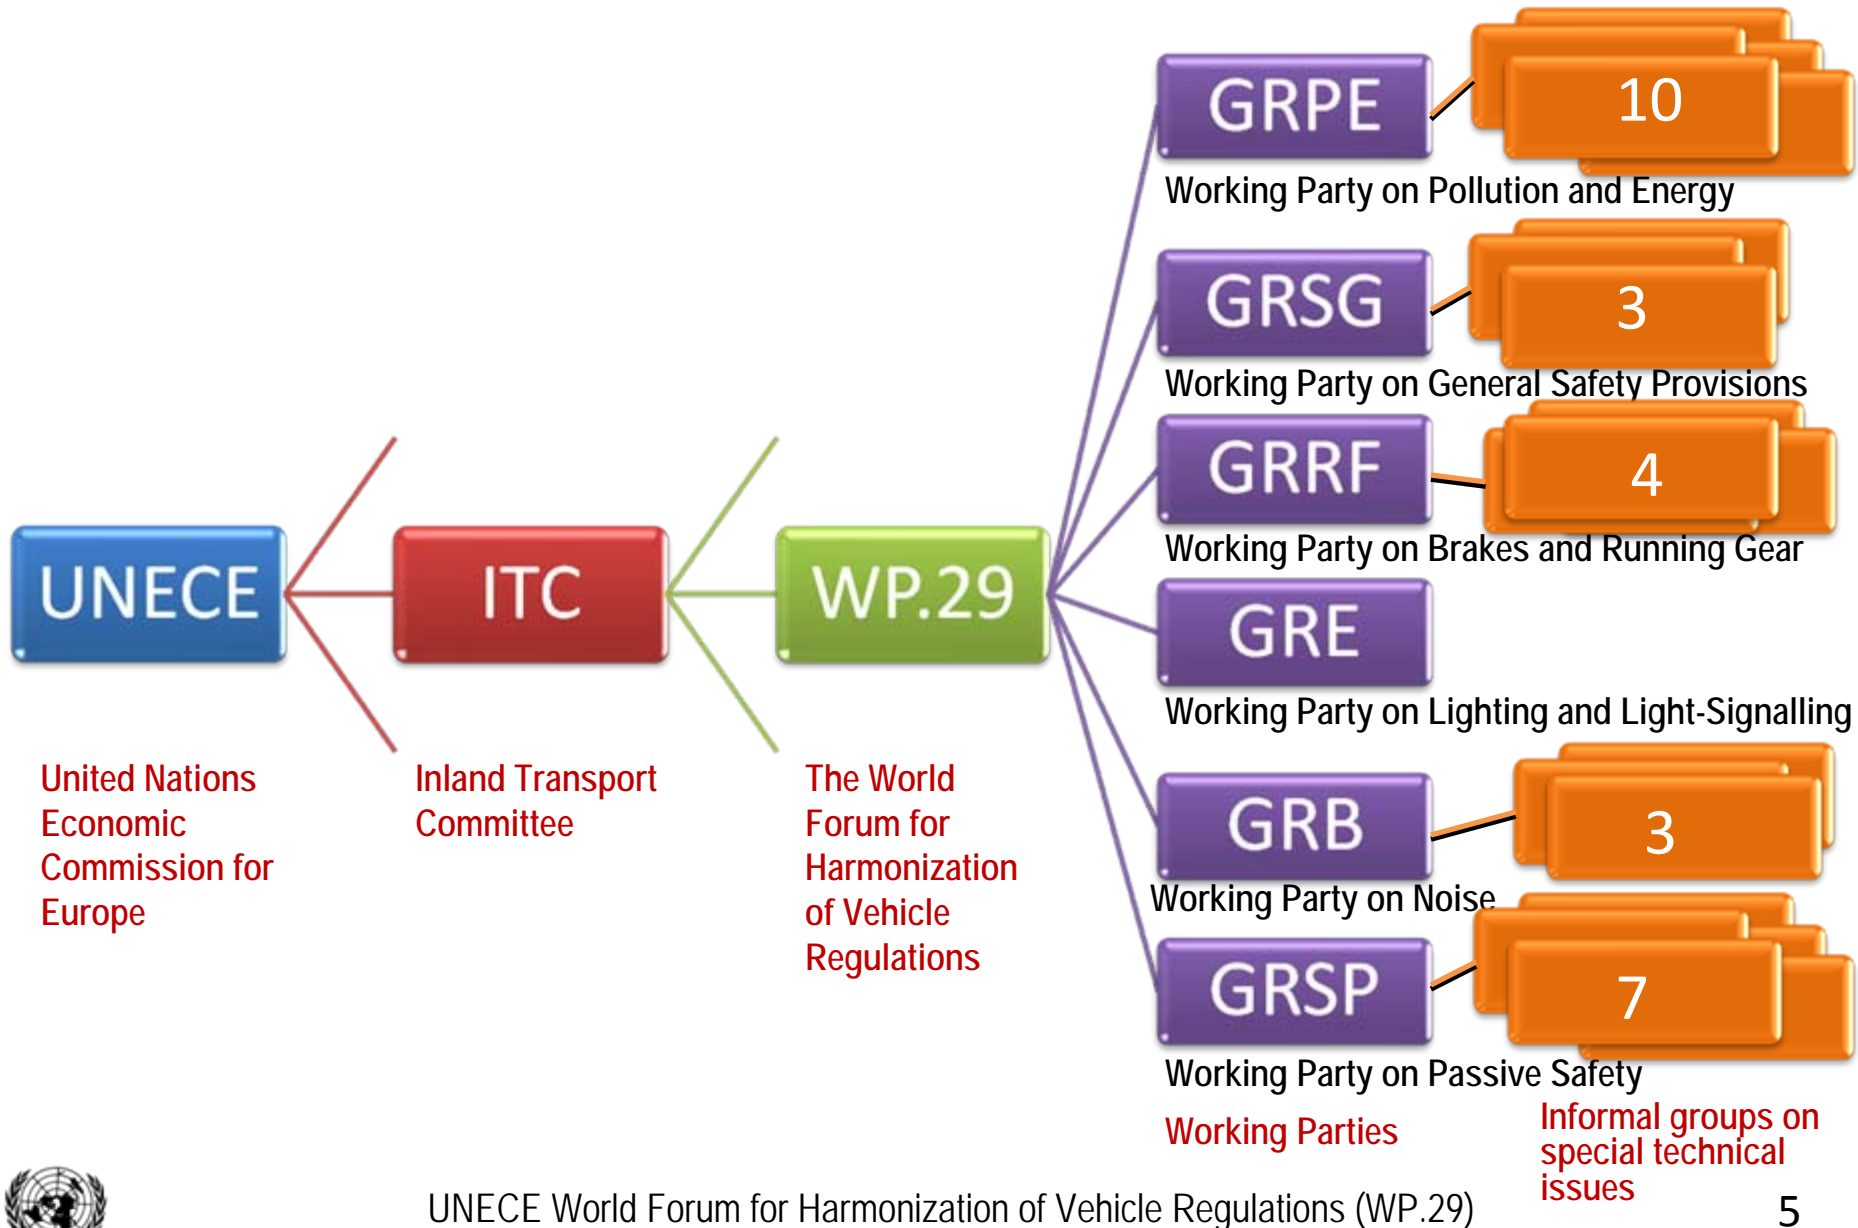 UNECE
United Nations
Economic
Commission for
Europe
ITC
Inland Transport
Committee
WP.29
The World
Forum for
Harmonization
of Vehicle
Regulations
GRPE
10
Working Party on Pollution and Energy
GRSG
3
Working Party on General Safety Provisions
GRRF
4
Working Party on Brakes and Running Gear
GRE
Working Party on Lighting and Light-Signalling
GRB
3
Working Party on Noise
GRSP
7
Working Party on Passive Safety
Working Parties
Informal groups on
special technical
issues
UNECE World Forum for Harmonization of Vehicle Regulations (WP.29)
5